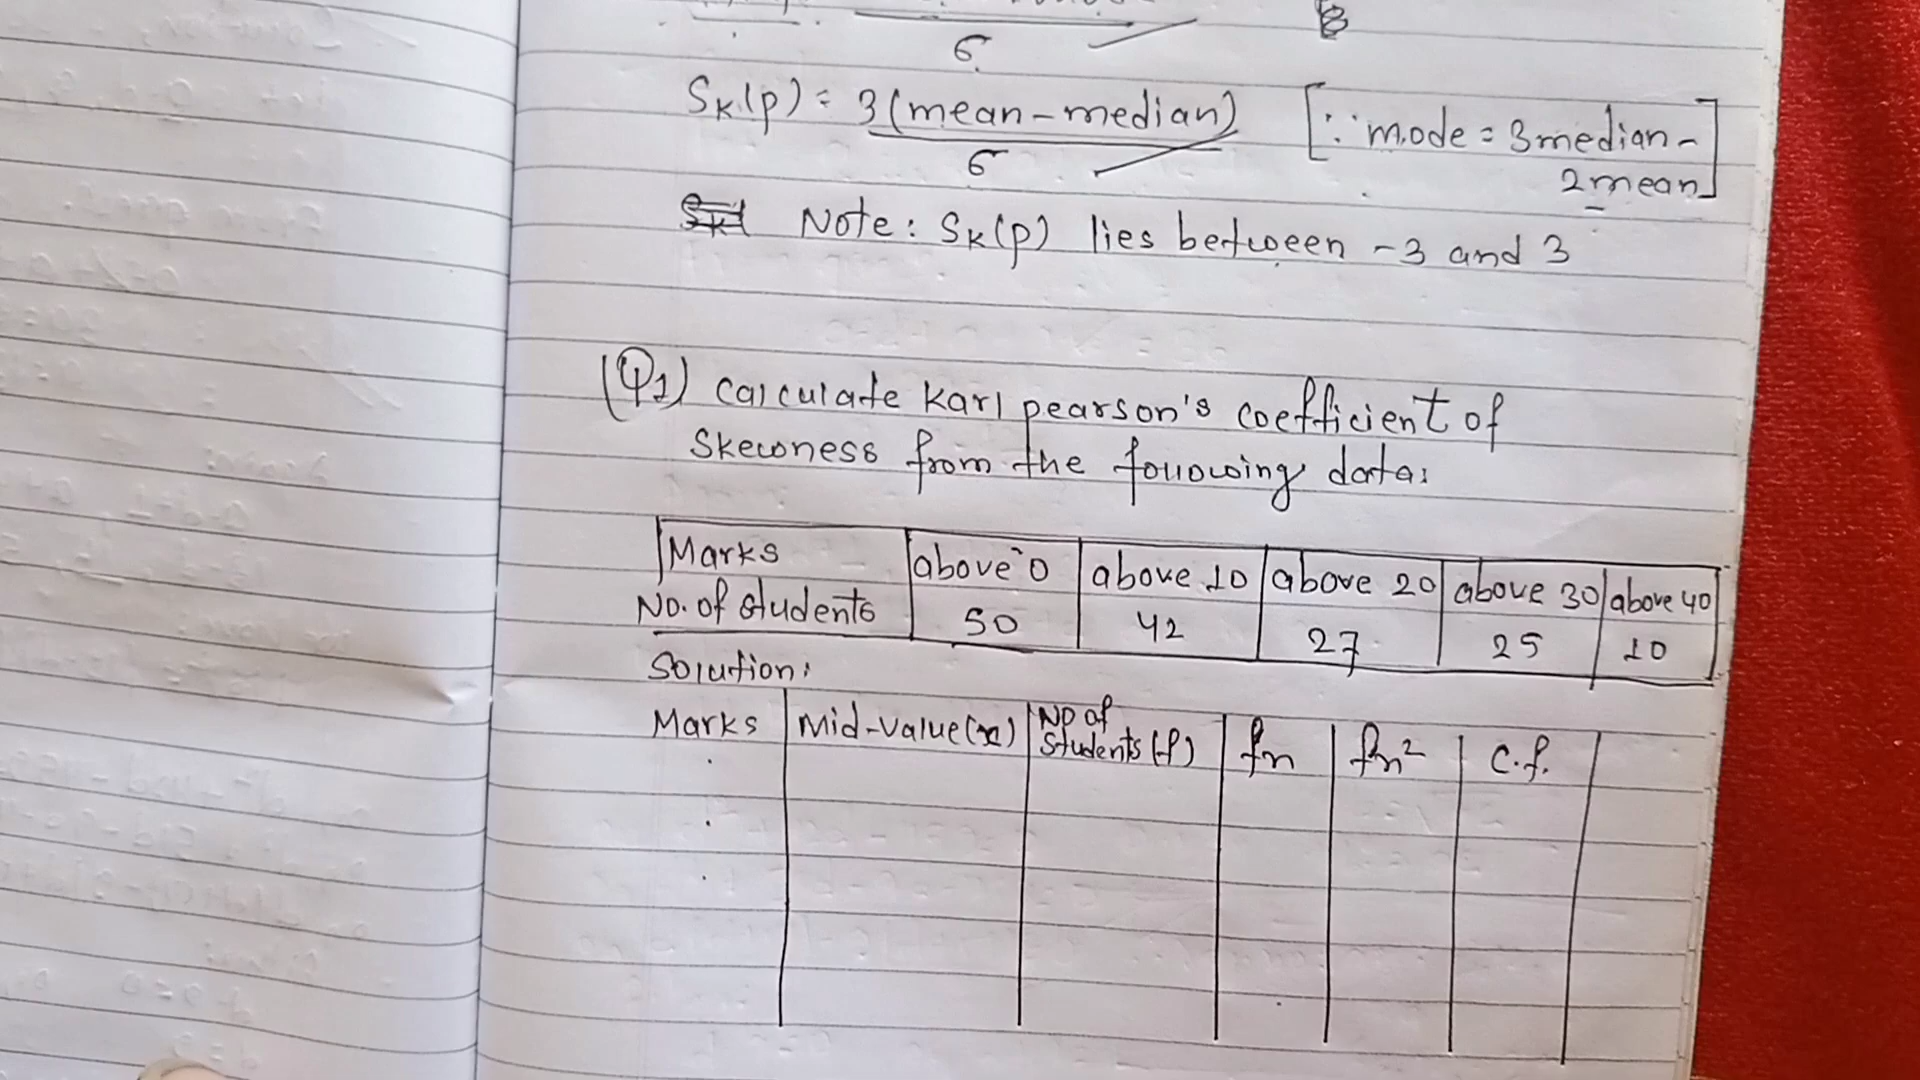 6
Sk(p) = 3(mean-median) [∵ mode = 3median-
6 2mean]
Note: Sk(p) lies between -3 and 3
(Q1) Calculate Karl pearson's coefficient of
Skewness from the following data:
Marks above 0 above 10 above 20 above 30 above 40
No. of students 50 42 27 25 10
Solution:
Marks Mid-value(x) No of Students (f) fx fx² c.f.